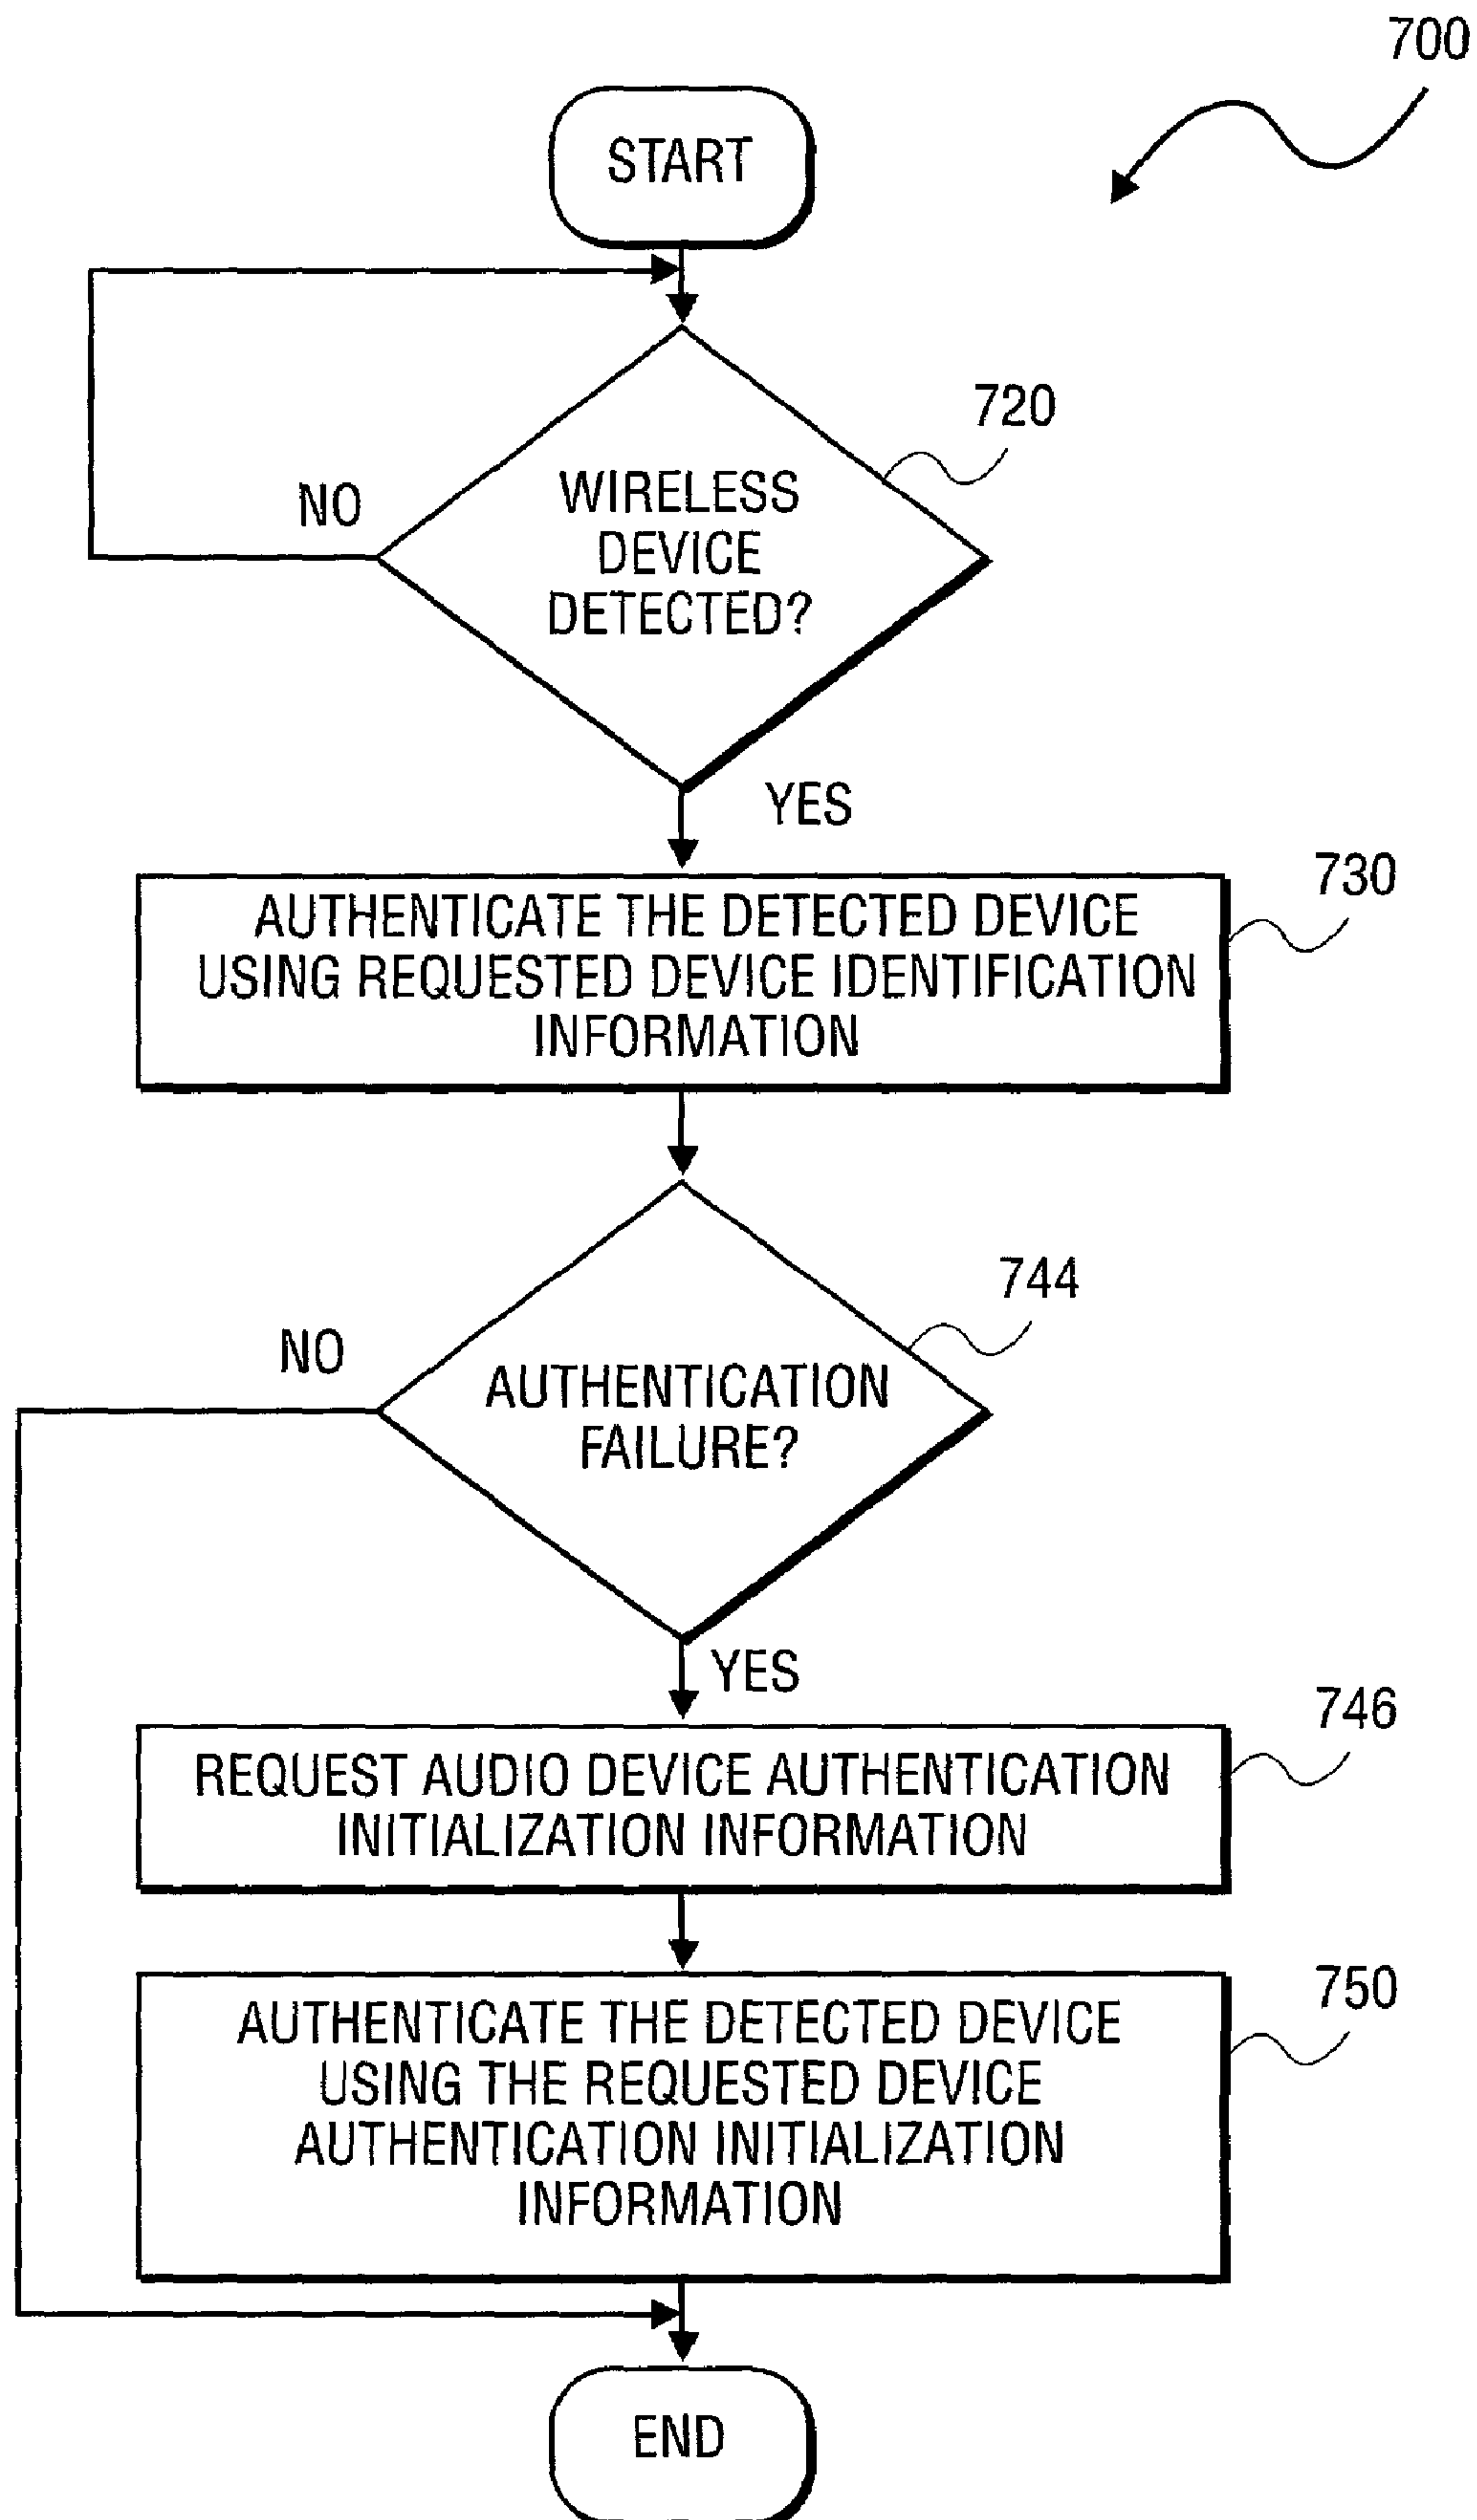 700
START
720
NO
WIRELESS
DEVICE
DETECTED?
YES
730
AUTHENTICATE THE DETECTED DEVICE
USING REQUESTED DEVICE IDENTIFICATION
INFORMATION
744
NO
AUTHENTICATION
FAILURE?
YES
746
REQUEST AUDIO DEVICE AUTHENTICATION
INITIALIZATION INFORMATION
750
AUTHENTICATE THE DETECTED DEVICE
USING THE REQUESTED DEVICE
AUTHENTICATION INITIALIZATION
INFORMATION
END